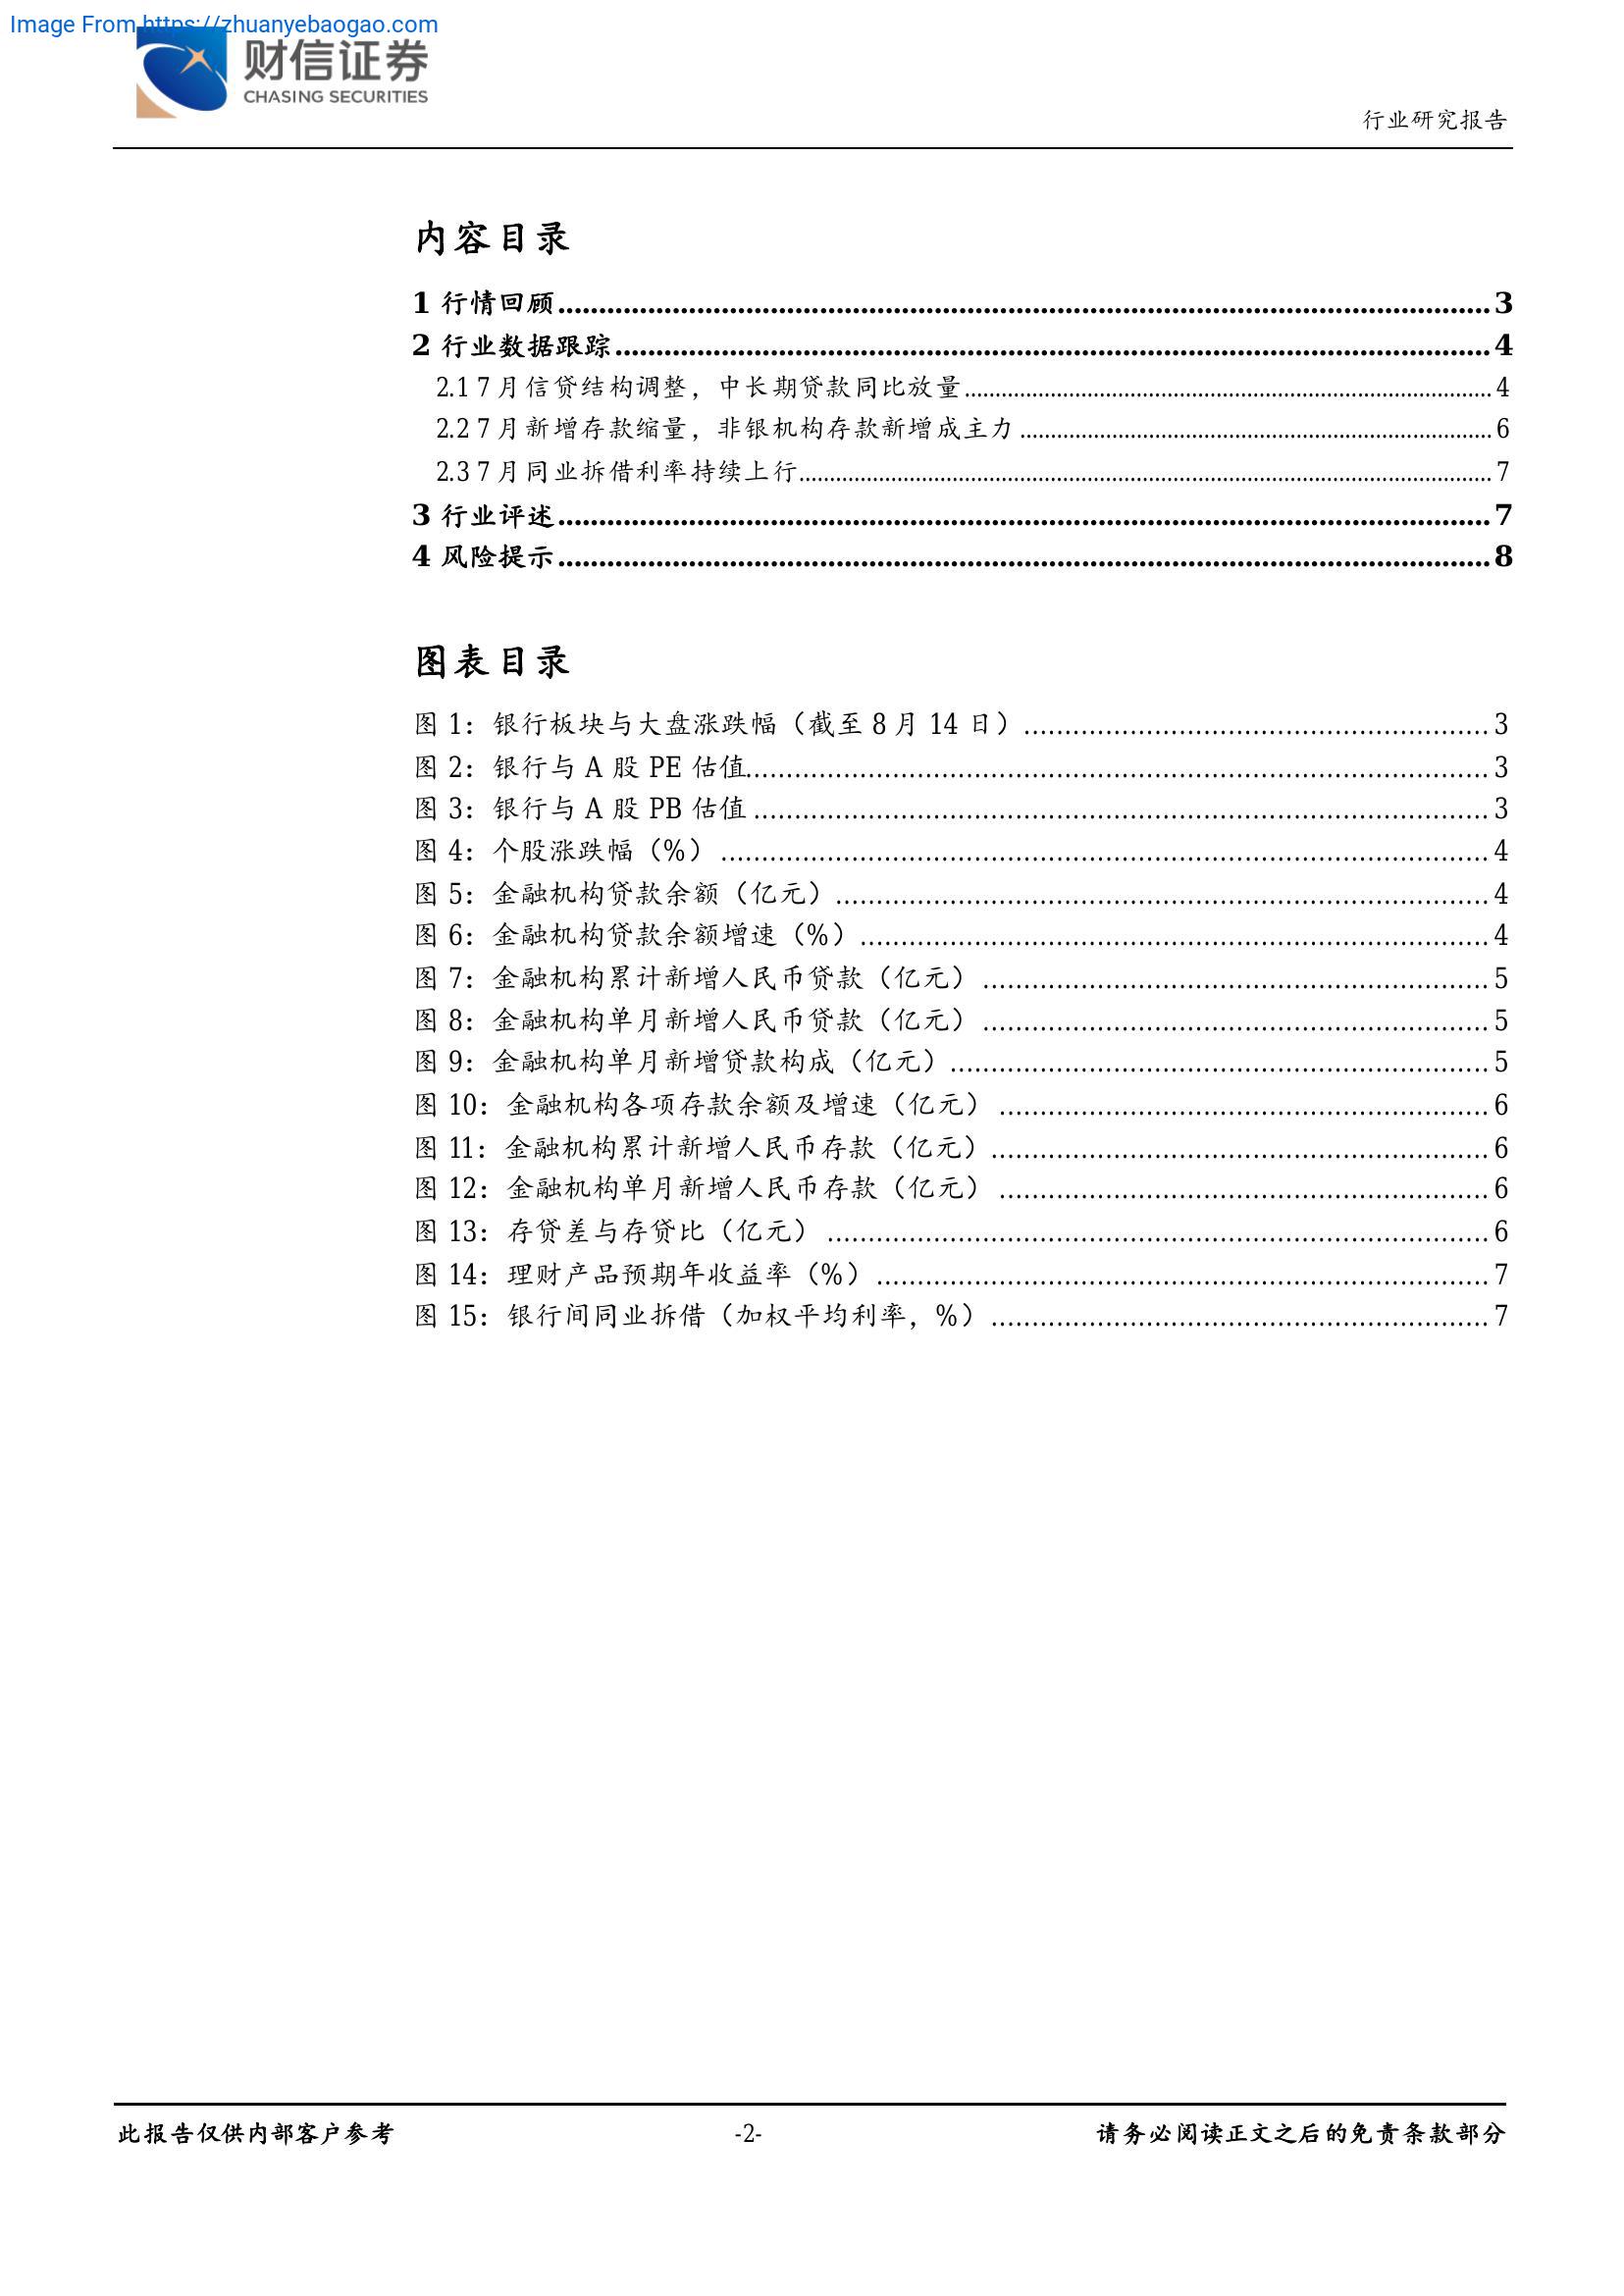 Image From https://zhuanyebaogao.com
财信证券
CHASING SECURITIES
行业研究报告
内容目录
1 行情回顾....................3
2 行业数据跟踪....................4
2.1 7 月信贷结构调整，中长期贷款同比放量....................4
2.2 7 月新增存款缩量，非银机构存款新增成主力....................6
2.3 7 月同业拆借利率持续上行....................7
3 行业评述....................7
4 风险提示....................8
图表目录
图 1：银行板块与大盘涨跌幅（截至 8 月 14 日）....................3
图 2：银行与 A 股 PE 估值....................3
图 3：银行与 A 股 PB 估值....................3
图 4：个股涨跌幅（%）....................4
图 5：金融机构贷款余额（亿元）....................4
图 6：金融机构贷款余额增速（%）....................4
图 7：金融机构累计新增人民币贷款（亿元）....................5
图 8：金融机构单月新增人民币贷款（亿元）....................5
图 9：金融机构单月新增贷款构成（亿元）....................5
图 10：金融机构各项存款余额及增速（亿元）....................6
图 11：金融机构累计新增人民币存款（亿元）....................6
图 12：金融机构单月新增人民币存款（亿元）....................6
图 13：存贷差与存贷比（亿元）....................6
图 14：理财产品预期年收益率（%）....................7
图 15：银行间同业拆借（加权平均利率，%）....................7
此报告仅供内部客户参考
-2-
请务必阅读正文之后的免责条款部分